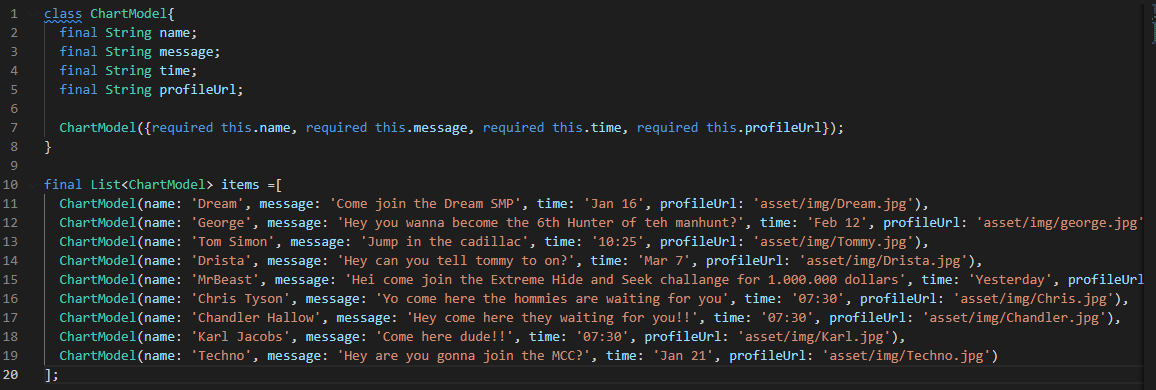 1 class ChartModel{
2 final String name;
3 final String message;
4 final String time;
5 final String profileUrl;
6
7 ChartModel({required this.name, required this.message, required this.time, required this.profileUrl});
8 }
9
10 final List<ChartModel> items =[
11 ChartModel(name: 'Dream', message: 'Come join the Dream SMP', time: 'Jan 16', profileUrl: 'asset/img/Dream.jpg'),
12 ChartModel(name: 'George', message: 'Hey you wanna become the 6th Hunter of teh manhunt?', time: 'Feb 12', profileUrl: 'asset/img/george.jpg'
13 ChartModel(name: 'Tom Simon', message: 'Jump in the cadillac', time: '10:25', profileUrl: 'asset/img/Tommy.jpg'),
14 ChartModel(name: 'Drista', message: 'Hey can you tell tommy to on?', time: 'Mar 7', profileUrl: 'asset/img/Drista.jpg'),
15 ChartModel(name: 'MrBeast', message: 'Hei come join the Extreme Hide and Seek challange for 1.000.000 dollars', time: 'Yesterday', profileUrl
16 ChartModel(name: 'Chris Tyson', message: 'Yo come here the hommies are waiting for you', time: '07:30', profileUrl: 'asset/img/Chris.jpg'),
17 ChartModel(name: 'Chandler Hallow', message: 'Hey come here they waiting for you!!', time: '07:30', profileUrl: 'asset/img/Chandler.jpg'),
18 ChartModel(name: 'Karl Jacobs', message: 'Come here dude!!', time: '07:30', profileUrl: 'asset/img/Karl.jpg'),
19 ChartModel(name: 'Techno', message: 'Hey are you gonna join the MCC?', time: 'Jan 21', profileUrl: 'asset/img/Techno.jpg')
20 ];